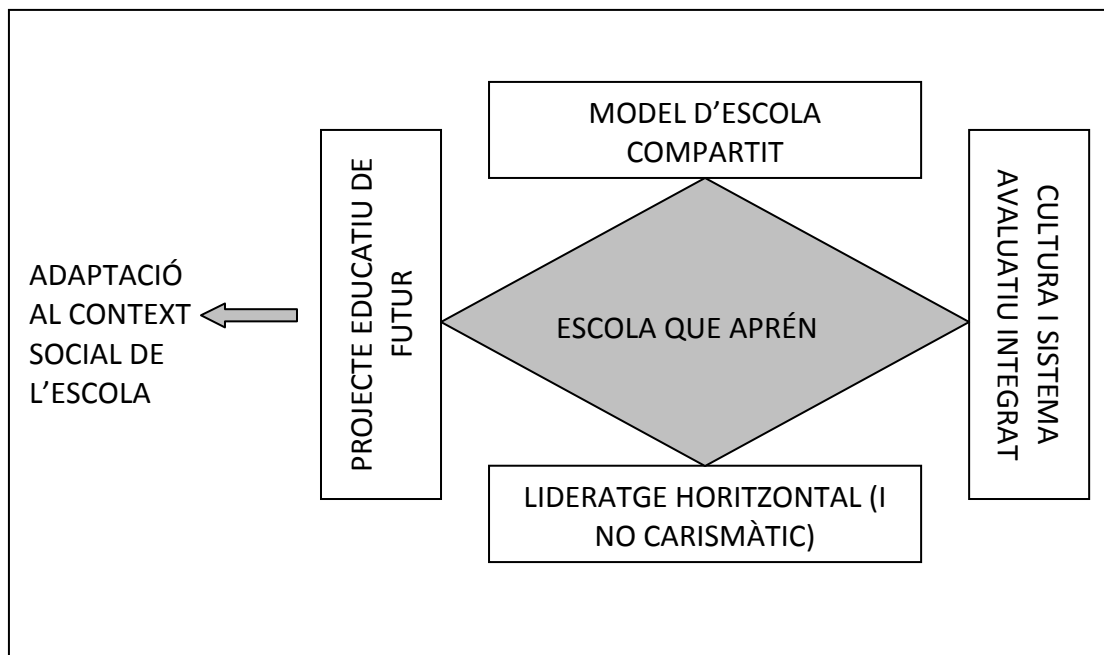 MODEL D’ESCOLA
COMPARTIT
ADAPTACIÓ
AL CONTEXT
SOCIAL DE
L’ESCOLA
PROJECTE EDUCATIU DE
FUTUR
ESCOLA QUE APRÉN
CULTURA I SISTEMA
AVALUATIU INTEGRAT
LIDERATGE HORITZONTAL (I
NO CARISMÀTIC)